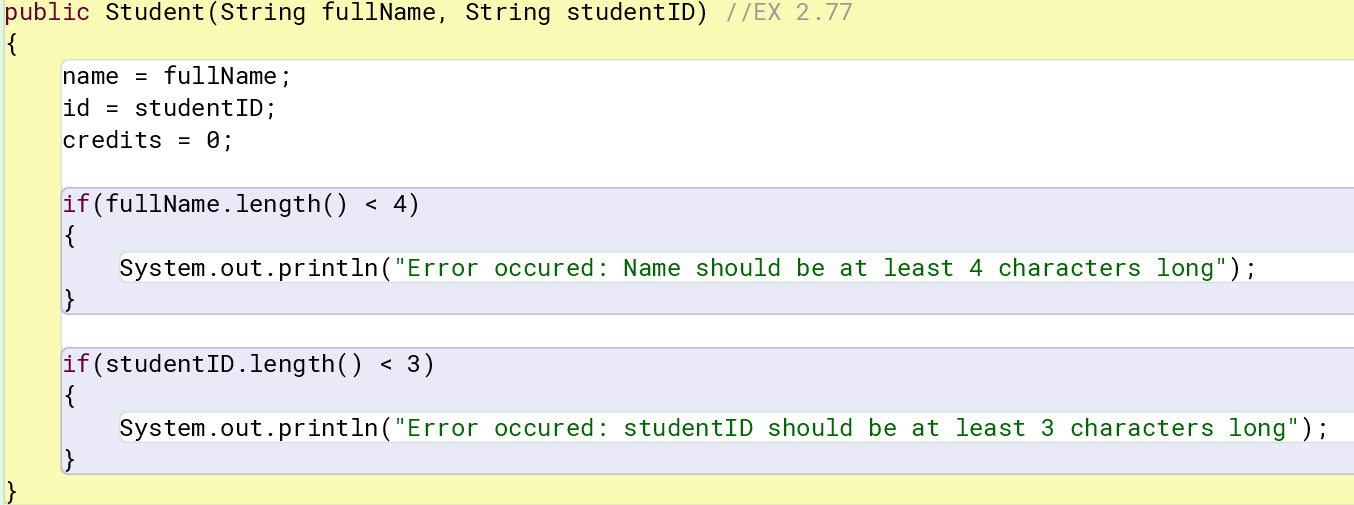 public Student(String fullName, String studentID) //EX 2.77
{
name = fullName;
id = studentID;
credits = 0;
if(fullName.length() < 4)
{
System.out.println("Error occured: Name should be at least 4 characters long");
}
if(studentID.length() < 3)
{
System.out.println("Error occured: studentID should be at least 3 characters long");
}
}